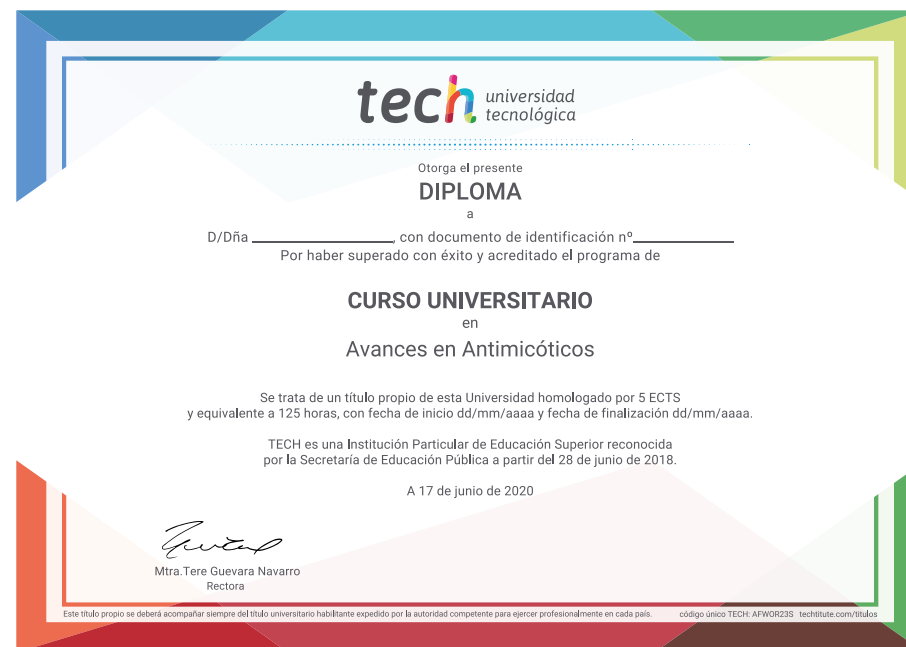 tech universidad
tecnológica
Otorga el presente
DIPLOMA
a
D/Dña ____________________, con documento de identificación nº______________
Por haber superado con éxito y acreditado el programa de
CURSO UNIVERSITARIO
en
Avances en Antimicóticos
Se trata de un título propio de esta Universidad homologado por 5 ECTS
y equivalente a 125 horas, con fecha de inicio dd/mm/aaaa y fecha de finalización dd/mm/aaaa.
TECH es una Institución Particular de Educación Superior reconocida
por la Secretaría de Educación Pública a partir del 28 de junio de 2018.
A 17 de junio de 2020
Mtra.Tere Guevara Navarro
Rectora
Este título propio se deberá acompañar siempre del título universitario habilitante expedido por la autoridad competente para ejercer profesionalmente en cada país. código único TECH: AFWOR23S techtitute.com/títulos